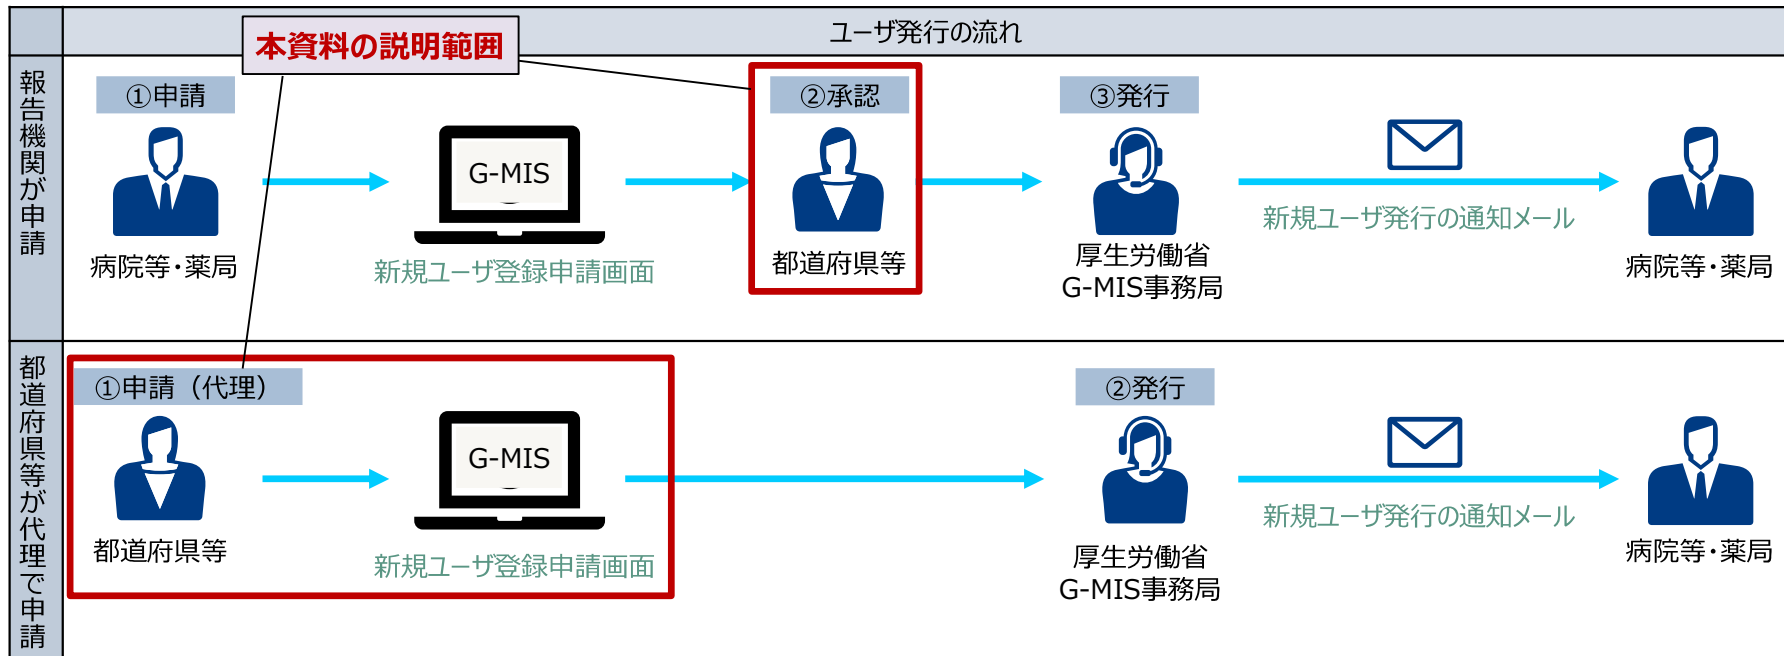 ユーザ発行の流れ
本資料の説明範囲
報告機関が申請
①申請
②承認
③発行
G-MIS
病院等・薬局
新規ユーザ登録申請画面
都道府県等
厚生労働省
G-MIS事務局
新規ユーザ発行の通知メール
病院等・薬局
都道府県等が代理で申請
①申請（代理）
②発行
G-MIS
都道府県等
新規ユーザ登録申請画面
厚生労働省
G-MIS事務局
新規ユーザ発行の通知メール
病院等・薬局